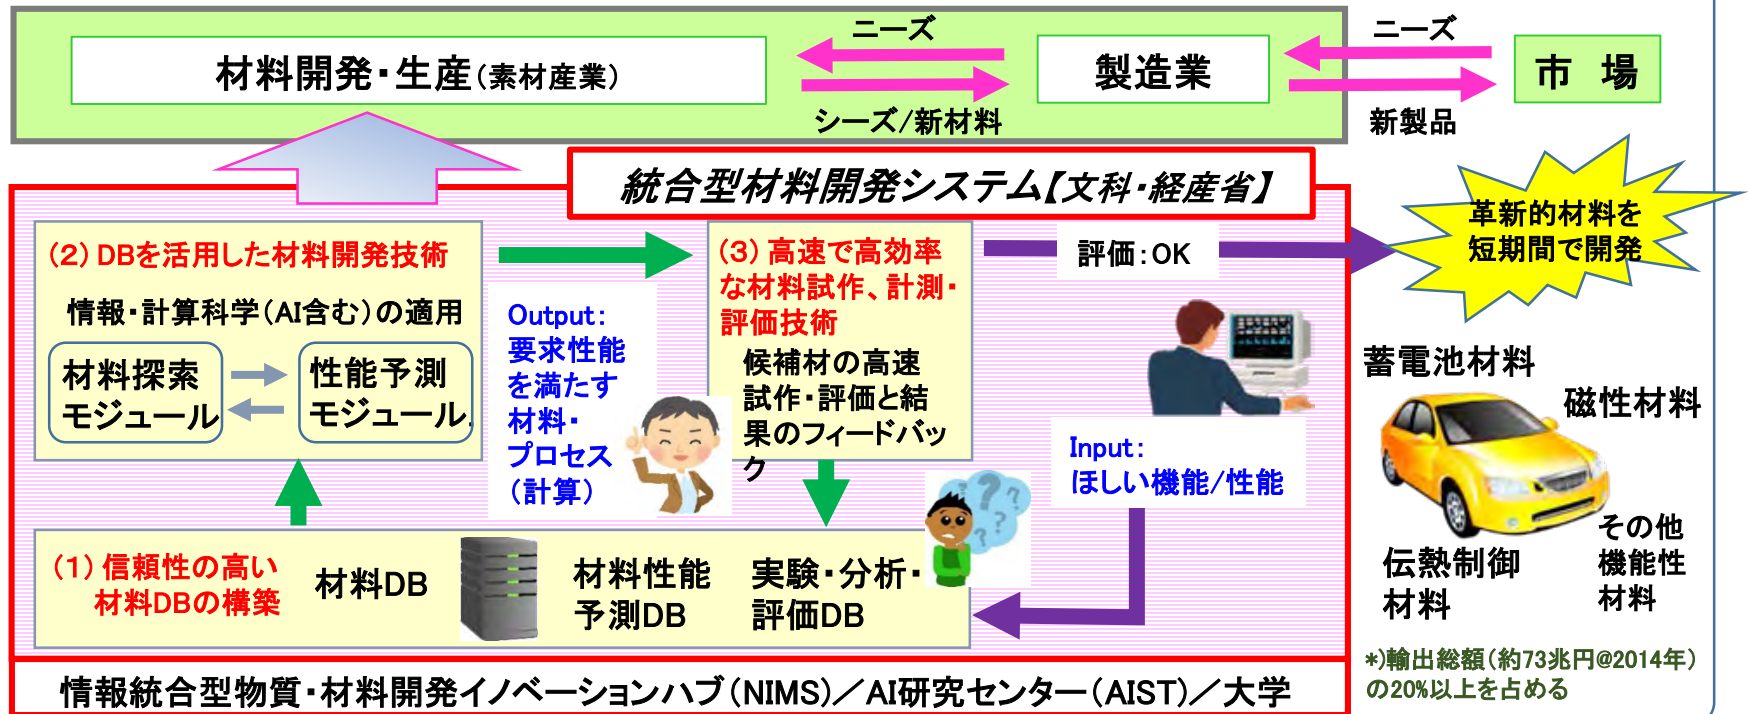 ニーズ
ニーズ
材料開発・生産(素材産業)
製造業
市　場
シーズ/新材料
新製品
統合型材料開発システム【文科・経産省】
革新的材料を
短期間で開発
(2) DBを活用した材料開発技術
情報・計算科学(AI含む)の適用
材料探索
モジュール
性能予測
モジュール
Output:
要求性能
を満たす
材料・
プロセス
(計算)
(3) 高速で高効率
な材料試作、計測・
評価技術
候補材の高速
試作・評価と結
果のフィードバッ
ク
評価:OK
Input:
ほしい機能/性能
(1) 信頼性の高い
材料DBの構築
材料DB
材料性能
予測DB
実験・分析・
評価DB
蓄電池材料
磁性材料
伝熱制御
材料
その他
機能性
材料
*)輸出総額(約73兆円@2014年)
の20%以上を占める
情報統合型物質・材料開発イノベーションハブ(NIMS)/AI研究センター(AIST)/大学